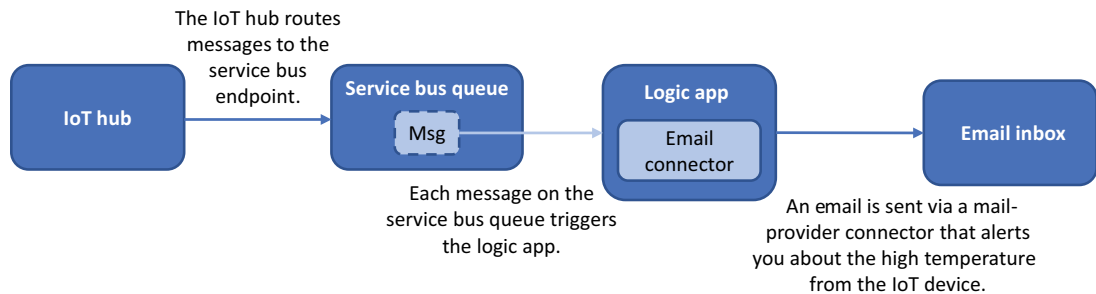 The IoT hub routes
messages to the
service bus
endpoint.
IoT hub
Service bus queue
Msg
Each message on the
service bus queue triggers
the logic app.
Logic app
Email
connector
Email inbox
An email is sent via a mail-
provider connector that alerts
you about the high temperature
from the IoT device.